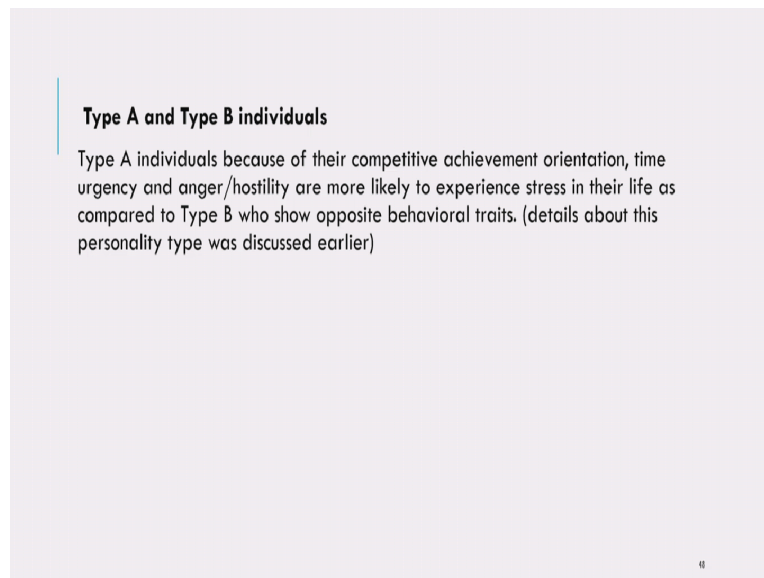 Type A and Type B individuals
Type A individuals because of their competitive achievement orientation, time
urgency and anger/hostility are more likely to experience stress in their life as
compared to Type B who show opposite behavioral traits. (details about this
personality type was discussed earlier)
48